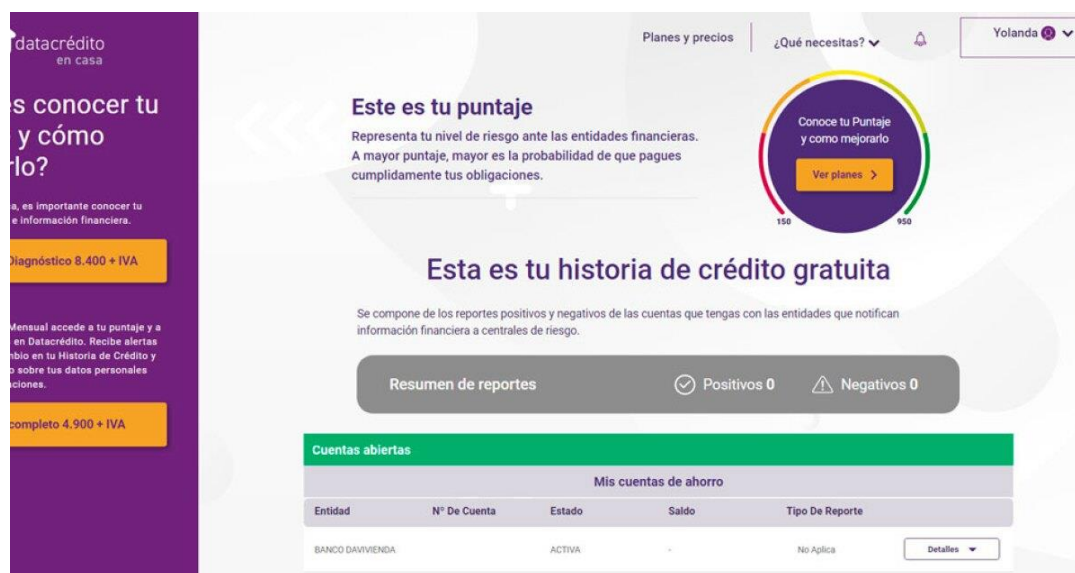 datacrédito
en casa
es conocer tu
y cómo
rlo?
a, es importante conocer tu
e información financiera.
Diagnóstico 8.400 + IVA
Mensual accede a tu puntaje y a
en Datacrédito. Recibe alertas
mbio en tu Historia de Crédito y
o sobre tus datos personales
aciones.
completo 4.900 + IVA
Planes y precios
¿Qué necesitas?
Yolanda
Este es tu puntaje
Representa tu nivel de riesgo ante las entidades financieras.
A mayor puntaje, mayor es la probabilidad de que pagues
cumplidamente tus obligaciones.
Conoce tu Puntaje
y como mejorarlo
Ver planes
150
950
Esta es tu historia de crédito gratuita
Se compone de los reportes positivos y negativos de las cuentas que tengas con las entidades que notifican
información financiera a centrales de riesgo.
Resumen de reportes Positivos 0 Negativos 0
Cuentas abiertas
Mis cuentas de ahorro
Entidad N° De Cuenta Estado Saldo Tipo De Reporte
BANCO DAVIVIENDA ACTIVA - No Aplica Detalles